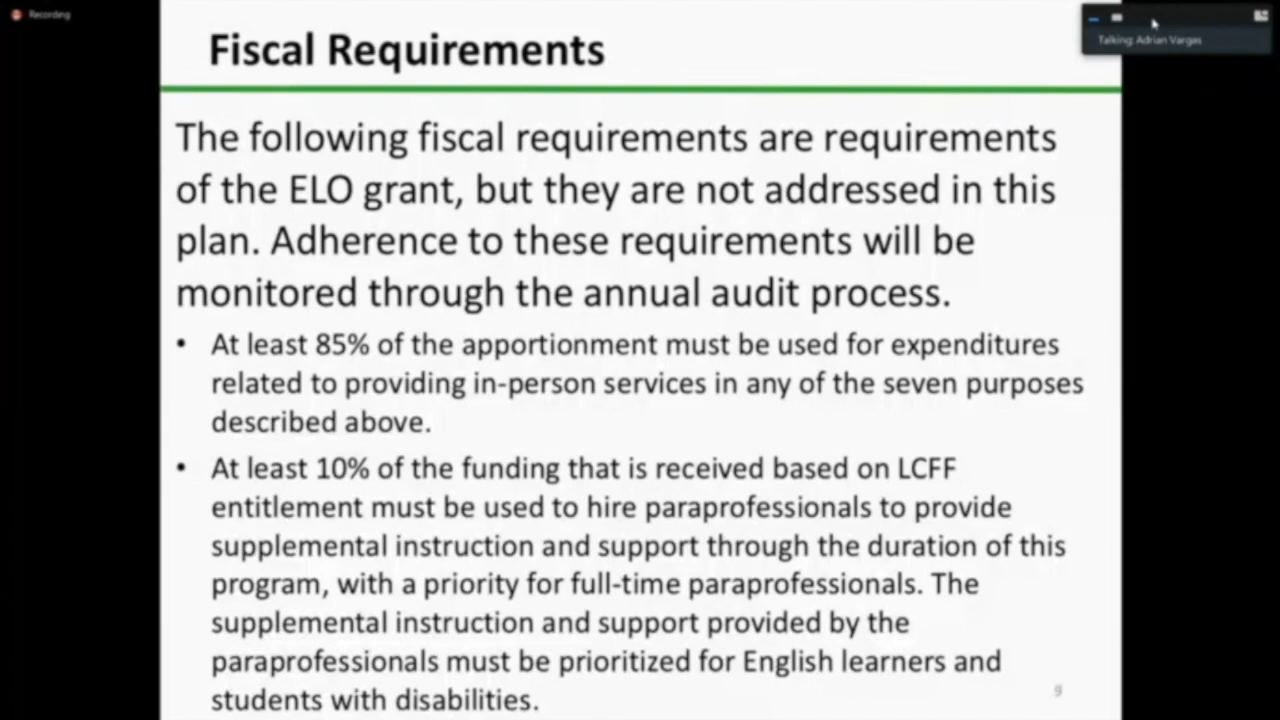 Recording
Talking: Adrian Vargas
Fiscal Requirements
The following fiscal requirements are requirements
of the ELO grant, but they are not addressed in this
plan. Adherence to these requirements will be
monitored through the annual audit process.
• At least 85% of the apportionment must be used for expenditures
related to providing in-person services in any of the seven purposes
described above.
• At least 10% of the funding that is received based on LCFF
entitlement must be used to hire paraprofessionals to provide
supplemental instruction and support through the duration of this
program, with a priority for full-time paraprofessionals. The
supplemental instruction and support provided by the
paraprofessionals must be prioritized for English learners and
students with disabilities.
9